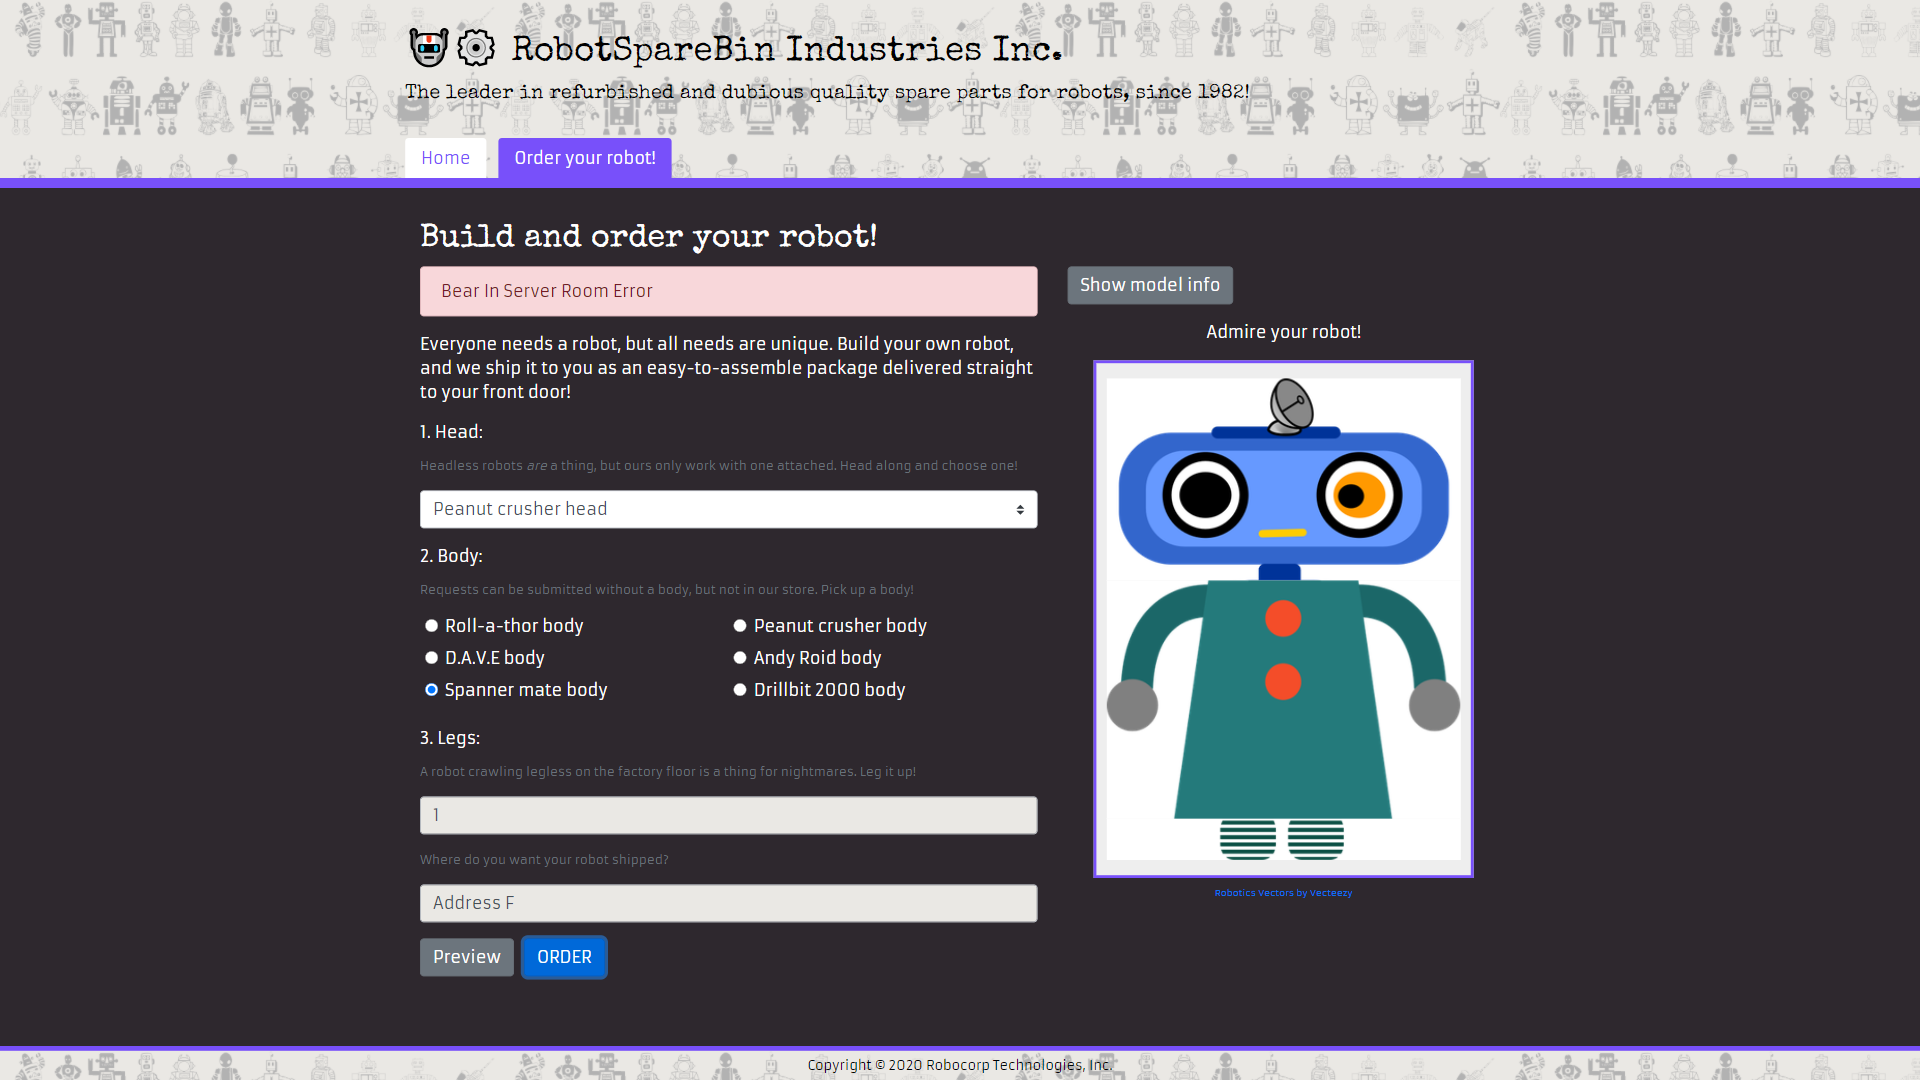 RobotSpareBin Industries Inc.
The leader in refurbished and dubious quality spare parts for robots, since 1982!
Home
Order your robot!
Build and order your robot!
Bear In Server Room Error
Everyone needs a robot, but all needs are unique. Build your own robot,
and we ship it to you as an easy-to-assemble package delivered straight
to your front door!
1. Head:
Headless robots are a thing, but ours only work with one attached. Head along and choose one!
Peanut crusher head
2. Body:
Requests can be submitted without a body, but not in our store. Pick up a body!
Roll-a-thor body
Peanut crusher body
D.A.V.E body
Andy Roid body
Spanner mate body
Drillbit 2000 body
3. Legs:
A robot crawling legless on the factory floor is a thing for nightmares. Leg it up!
1
Where do you want your robot shipped?
Address F
Preview
ORDER
Show model info
Admire your robot!
Robotics Vectors by Vecteezy
Copyright © 2020 Robocorp Technologies, Inc.